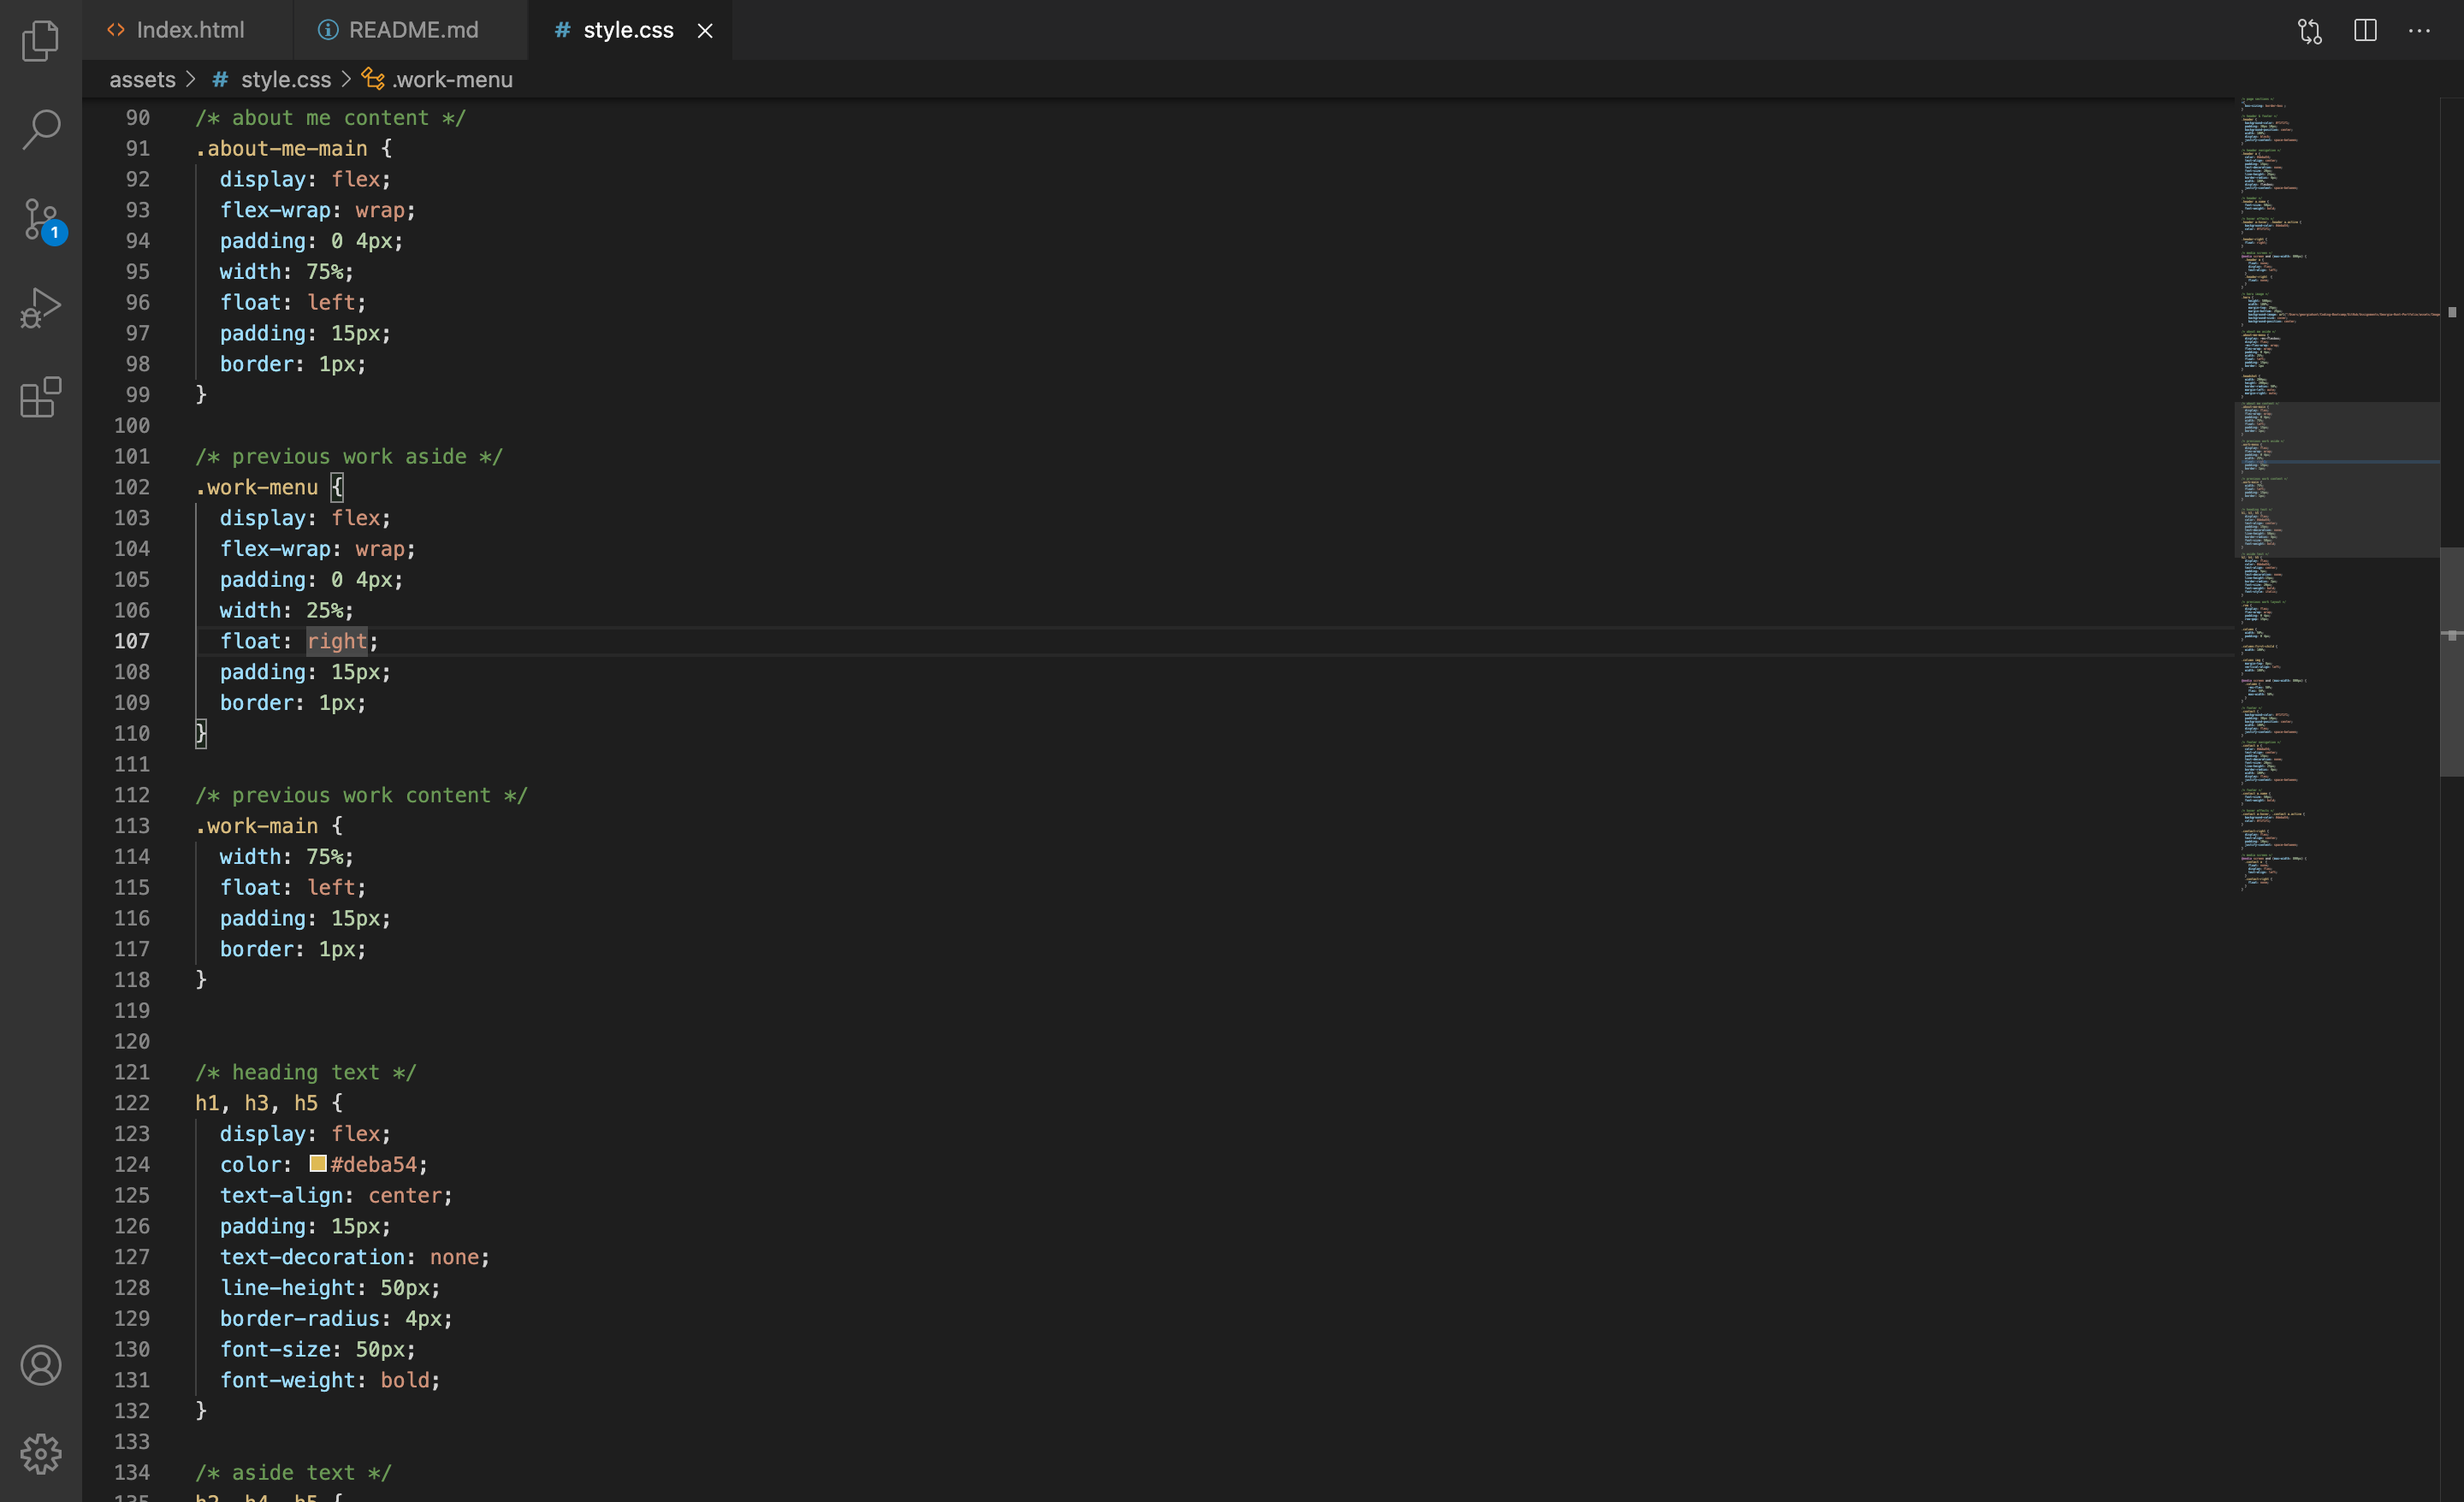 Index.html
README.md
style.css
assets > # style.css > .work-menu
1
90 /* about me content */
91 .about-me-main {
92 display: flex;
93 flex-wrap: wrap;
94 padding: 0 4px;
95 width: 75%;
96 float: left;
97 padding: 15px;
98 border: 1px;
99 }
100
101 /* previous work aside */
102 .work-menu {
103 display: flex;
104 flex-wrap: wrap;
105 padding: 0 4px;
106 width: 25%;
107 float: right;
108 padding: 15px;
109 border: 1px;
110 }
111
112 /* previous work content */
113 .work-main {
114 width: 75%;
115 float: left;
116 padding: 15px;
117 border: 1px;
118 }
119
120
121 /* heading text */
122 h1, h3, h5 {
123 display: flex;
124 color: #deba54;
125 text-align: center;
126 padding: 15px;
127 text-decoration: none;
128 line-height: 50px;
129 border-radius: 4px;
130 font-size: 50px;
131 font-weight: bold;
132 }
133
134 /* aside text */
135 h2, h4, h5 {